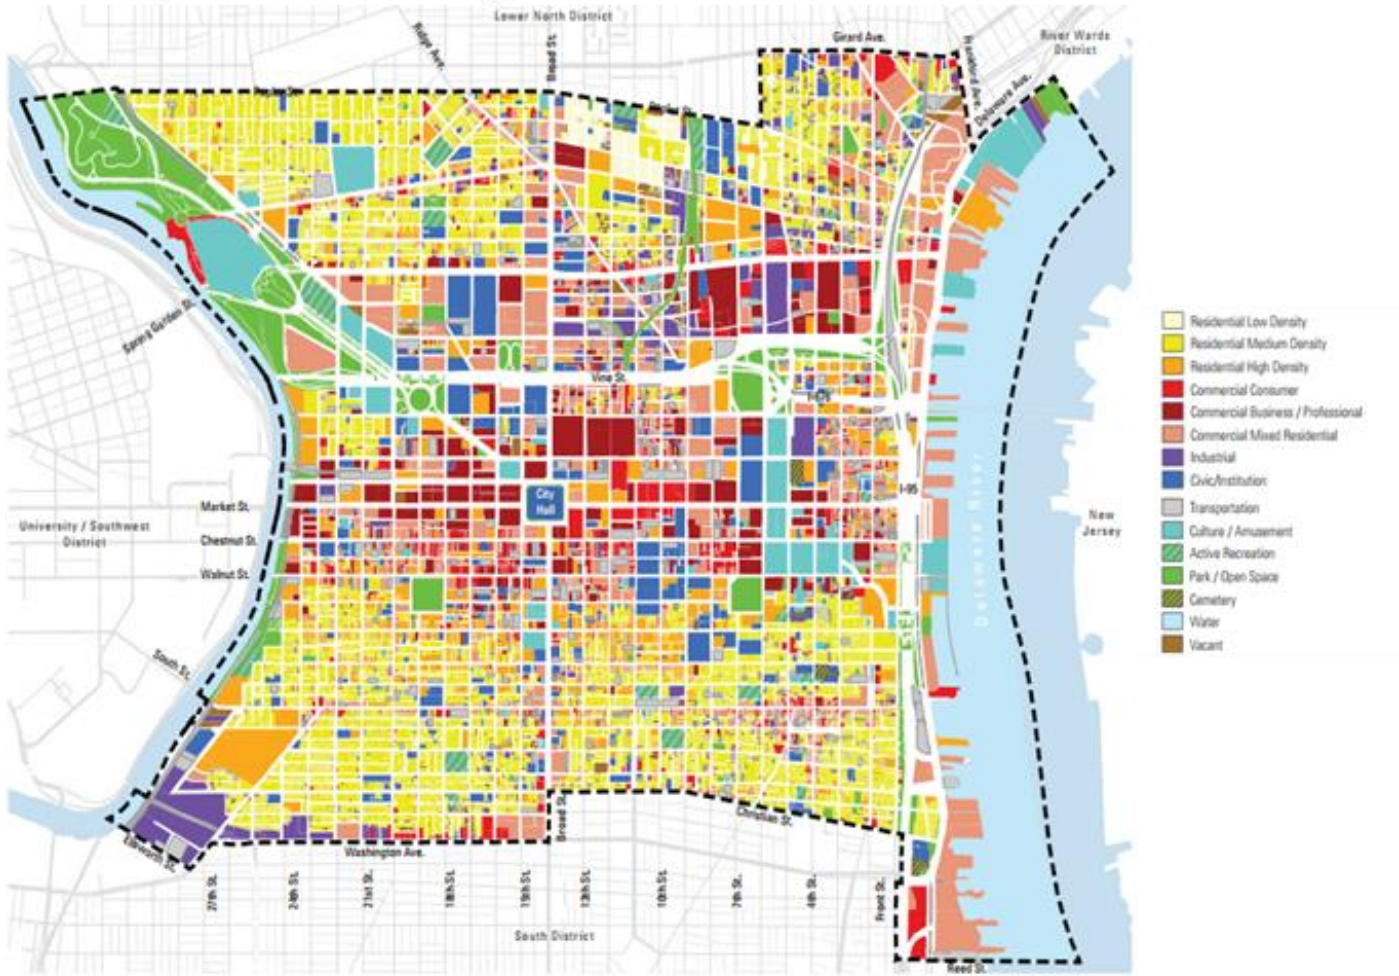 Lower North District
Girard Ave.
River Wards
District
Ridge Ave.
Broad St.
Frankford Ave.
Delaware Ave.
Spring Garden St.
Vine St.
I-95
City
Hall
Market St.
University / Southwest
District
Chestnut St.
Walnut St.
New
Jersey
Delaware River
South St.
Ellsworth St.
Washington Ave.
Broad St.
Christian St.
27th St.
24th St.
21st St.
18th St.
15th St.
13th St.
10th St.
7th St.
4th St.
Front St.
South District
Reed St.
Residential Low Density
Residential Medium Density
Residential High Density
Commercial Consumer
Commercial Business / Professional
Commercial Mixed Residential
Industrial
Civic/Institution
Transportation
Culture / Amusement
Active Recreation
Park / Open Space
Cemetery
Water
Vacant